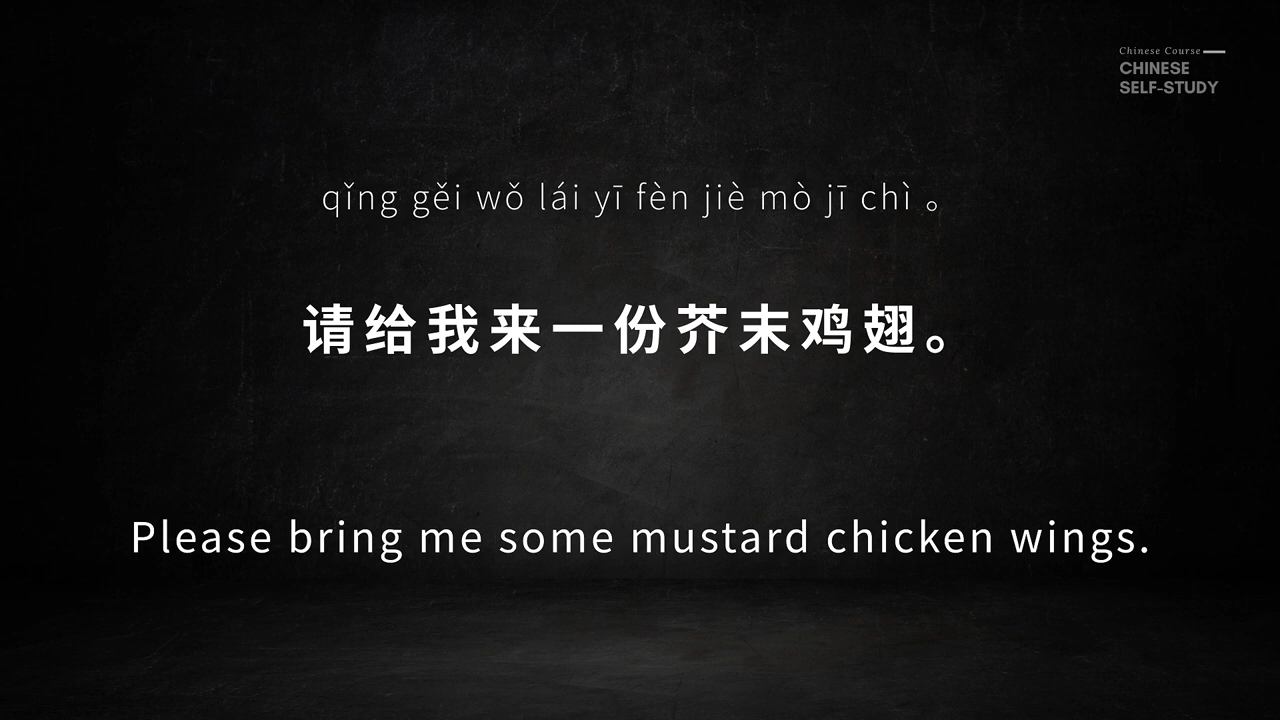 Chinese Course
CHINESE
SELF-STUDY
qǐng gěi wǒ lái yī fèn jiè mò jī chì 。
请给我来一份芥末鸡翅。
Please bring me some mustard chicken wings.